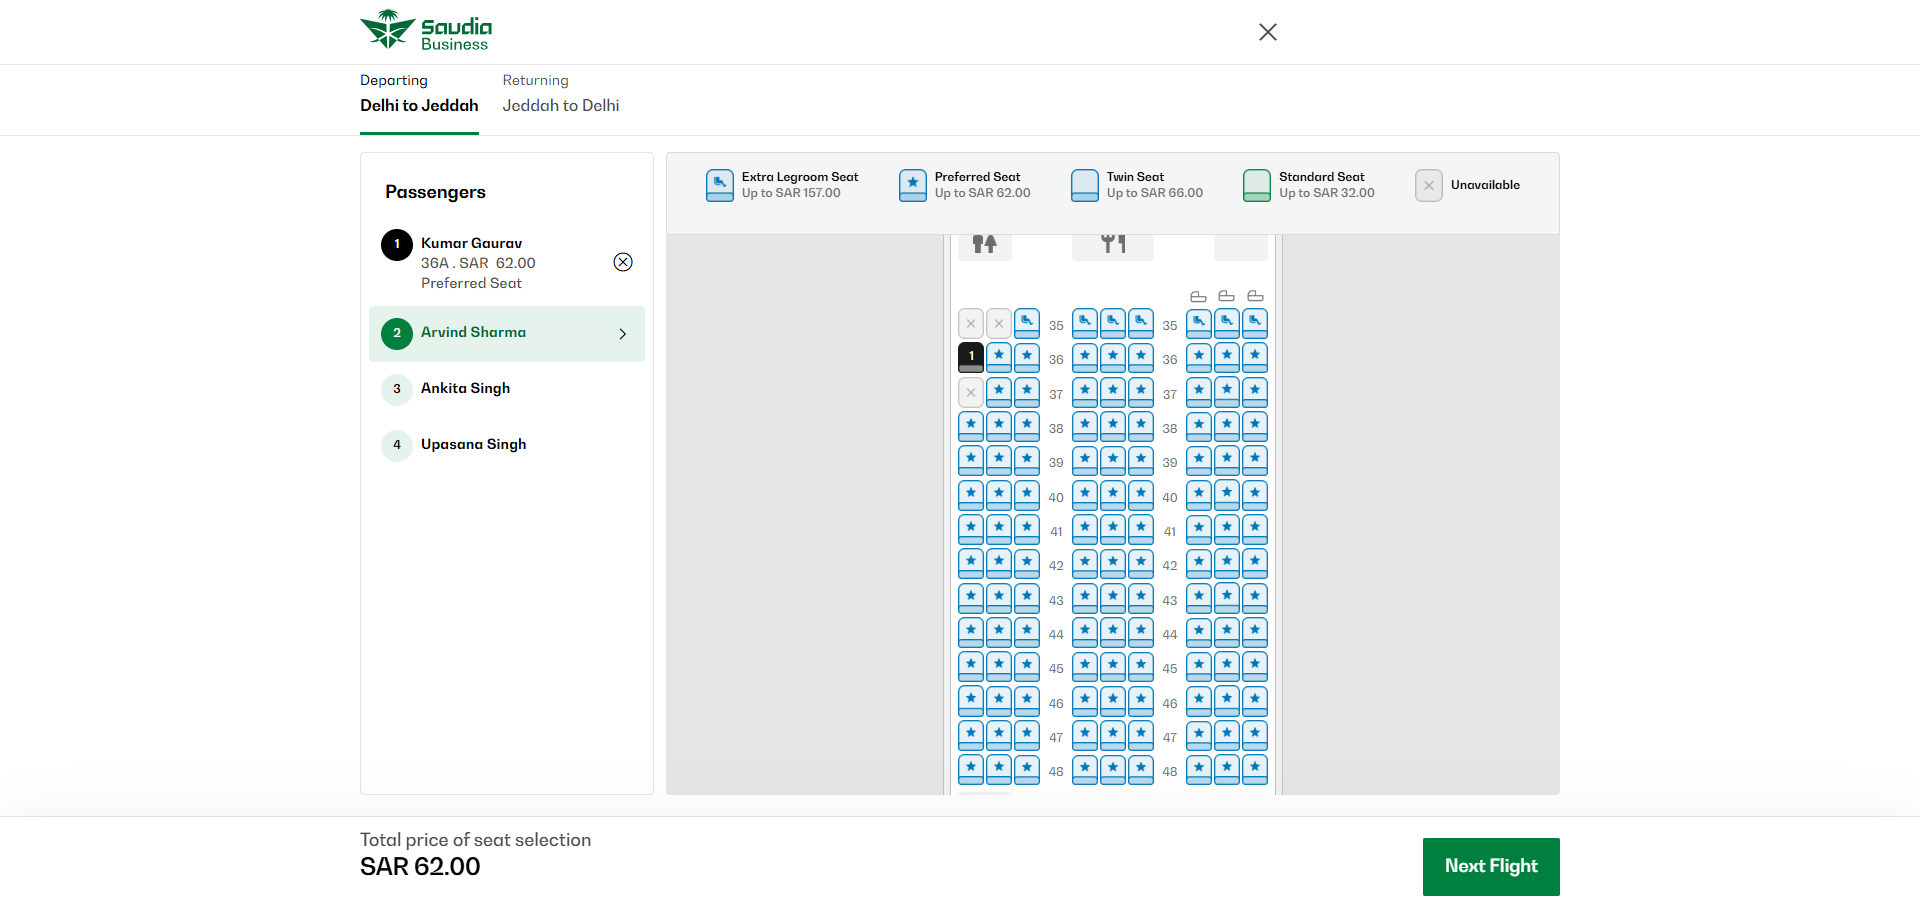 Saudia
Business
Departing
Delhi to Jeddah
Returning
Jeddah to Delhi
Passengers
1
Kumar Gaurav
36A . SAR 62.00
Preferred Seat
2
Arvind Sharma
3
Ankita Singh
4
Upasana Singh
Extra Legroom Seat
Up to SAR 157.00
Preferred Seat
Up to SAR 62.00
Twin Seat
Up to SAR 66.00
Standard Seat
Up to SAR 32.00
Unavailable
35 35
1 36 36
37 37
38 38
39 39
40 40
41 41
42 42
43 43
44 44
45 45
46 46
47 47
48 48
Total price of seat selection
SAR 62.00
Next Flight